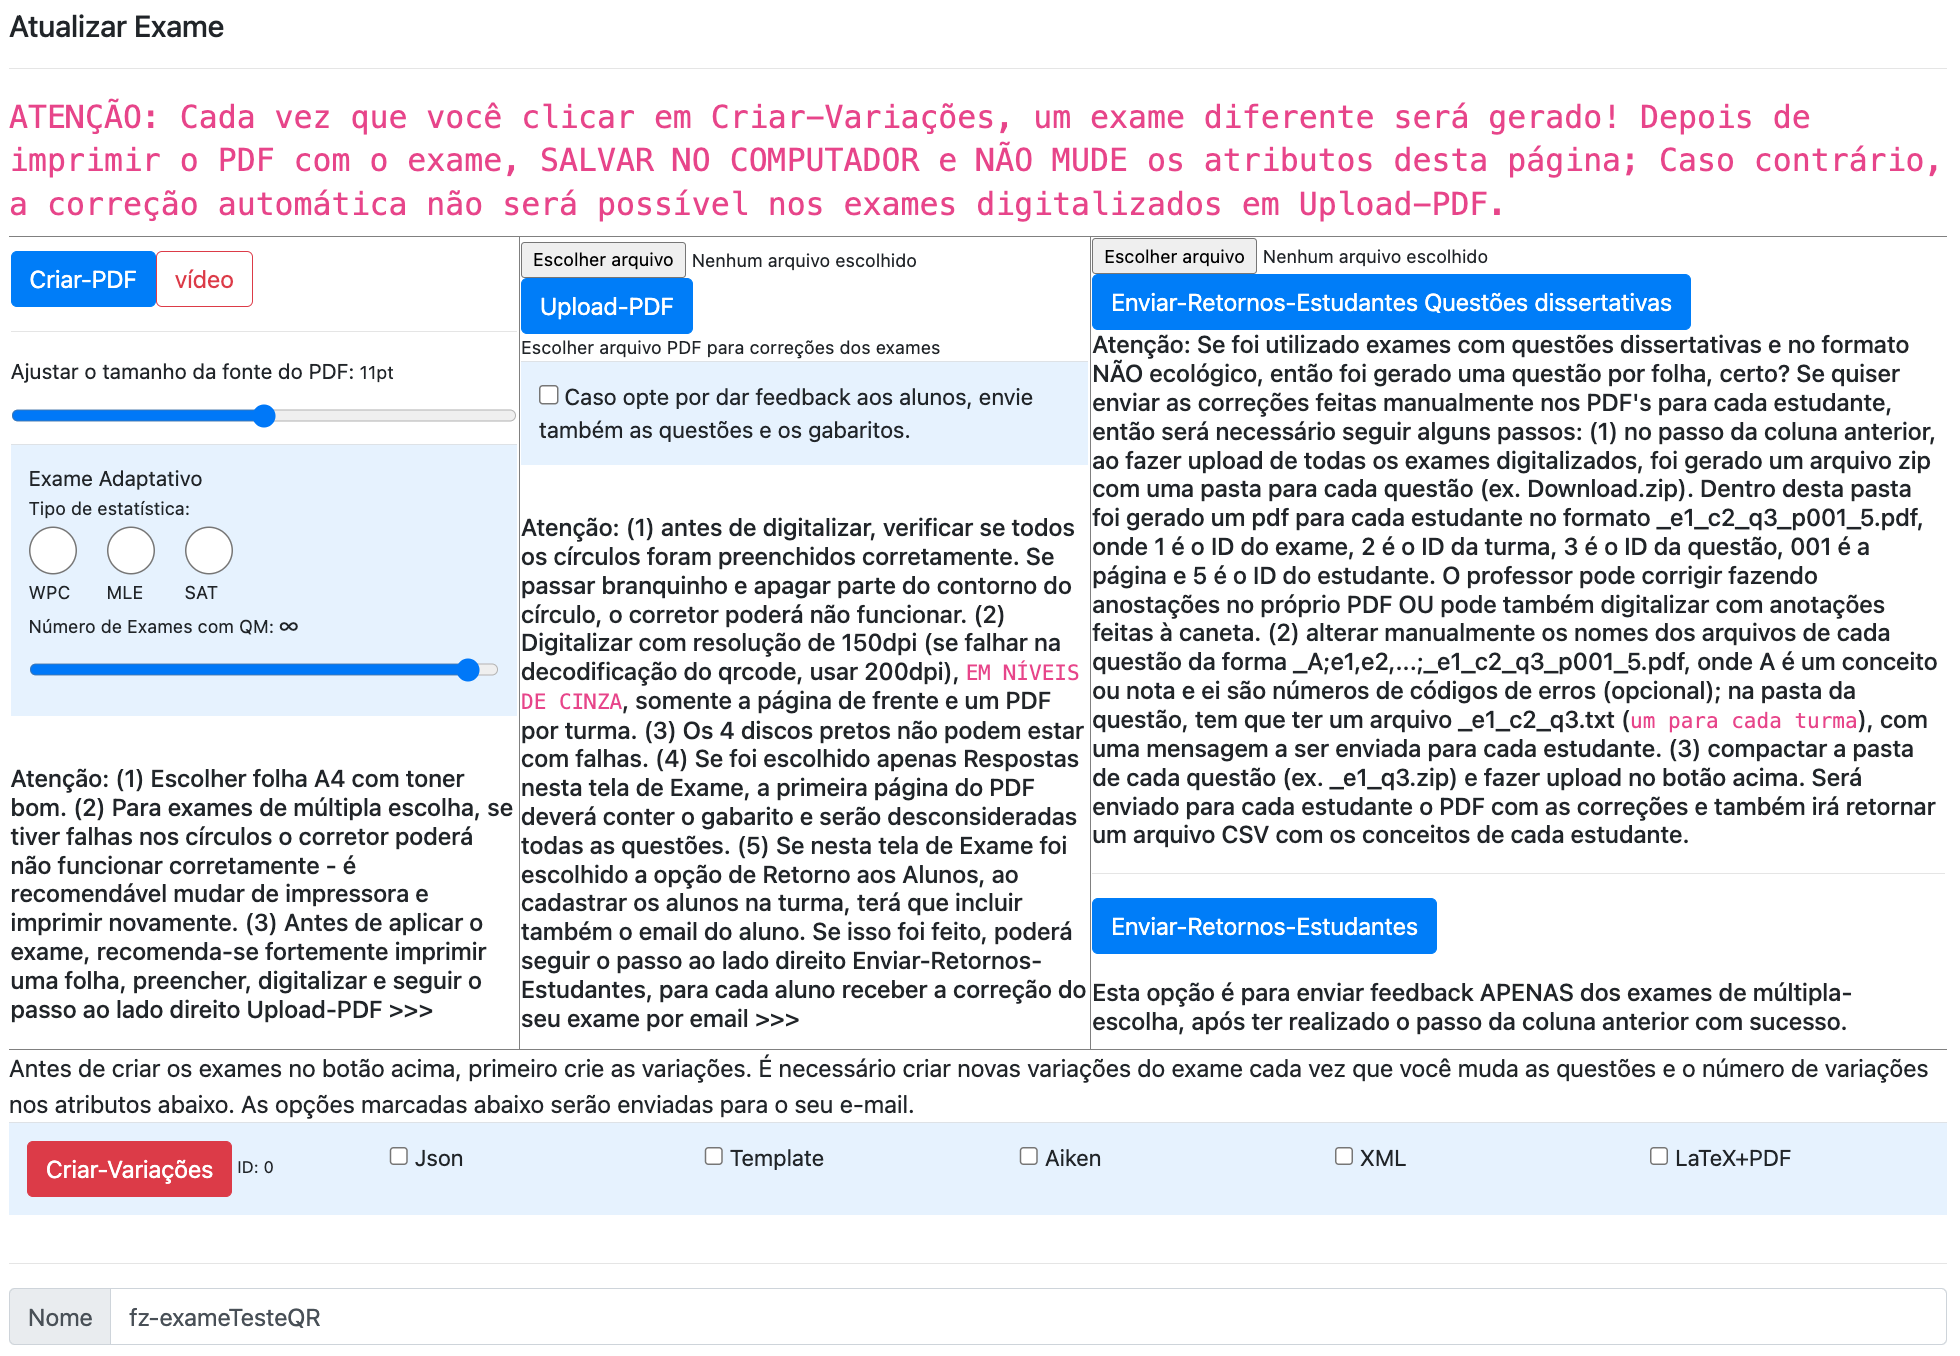 Atualizar Exame
ATENÇÃO: Cada vez que você clicar em Criar-Variações, um exame diferente será gerado! Depois de
imprimir o PDF com o exame, SALVAR NO COMPUTADOR e NÃO MUDE os atributos desta página; Caso contrário,
a correção automática não será possível nos exames digitalizados em Upload-PDF.
Criar-PDF vídeo
Ajustar o tamanho da fonte do PDF: 11pt
Exame Adaptativo
Tipo de estatística:
WPC MLE SAT
Número de Exames com QM: ∞
Atenção: (1) Escolher folha A4 com toner
bom. (2) Para exames de múltipla escolha, se
tiver falhas nos círculos o corretor poderá
não funcionar corretamente - é
recomendável mudar de impressora e
imprimir novamente. (3) Antes de aplicar o
exame, recomenda-se fortemente imprimir
uma folha, preencher, digitalizar e seguir o
passo ao lado direito Upload-PDF >>>
Escolher arquivo Nenhum arquivo escolhido
Upload-PDF
Escolher arquivo PDF para correções dos exames
Caso opte por dar feedback aos alunos, envie
também as questões e os gabaritos.
Atenção: (1) antes de digitalizar, verificar se todos
os círculos foram preenchidos corretamente. Se
passar branquinho e apagar parte do contorno do
círculo, o corretor poderá não funcionar. (2)
Digitalizar com resolução de 150dpi (se falhar na
decodificação do qrcode, usar 200dpi), EM NÍVEIS
DE CINZA, somente a página de frente e um PDF
por turma. (3) Os 4 discos pretos não podem estar
com falhas. (4) Se foi escolhido apenas Respostas
nesta tela de Exame, a primeira página do PDF
deverá conter o gabarito e serão desconsideradas
todas as questões. (5) Se nesta tela de Exame foi
escolhido a opção de Retorno aos Alunos, ao
cadastrar os alunos na turma, terá que incluir
também o email do aluno. Se isso foi feito, poderá
seguir o passo ao lado direito Enviar-Retornos-
Estudantes, para cada aluno receber a correção do
seu exame por email >>>
Escolher arquivo Nenhum arquivo escolhido
Enviar-Retornos-Estudantes Questões dissertativas
Atenção: Se foi utilizado exames com questões dissertativas e no formato
NÃO ecológico, então foi gerado uma questão por folha, certo? Se quiser
enviar as correções feitas manualmente nos PDF's para cada estudante,
então será necessário seguir alguns passos: (1) no passo da coluna anterior,
ao fazer upload de todas os exames digitalizados, foi gerado um arquivo zip
com uma pasta para cada questão (ex. Download.zip). Dentro desta pasta
foi gerado um pdf para cada estudante no formato _e1_c2_q3_p001_5.pdf,
onde 1 é o ID do exame, 2 é o ID da turma, 3 é o ID da questão, 001 é a
página e 5 é o ID do estudante. O professor pode corrigir fazendo
anostações no próprio PDF OU pode também digitalizar com anotações
feitas à caneta. (2) alterar manualmente os nomes dos arquivos de cada
questão da forma _A;e1,e2,...;_e1_c2_q3_p001_5.pdf, onde A é um conceito
ou nota e ei são números de códigos de erros (opcional); na pasta da
questão, tem que ter um arquivo _e1_c2_q3.txt (um para cada turma), com
uma mensagem a ser enviada para cada estudante. (3) compactar a pasta
de cada questão (ex. _e1_q3.zip) e fazer upload no botão acima. Será
enviado para cada estudante o PDF com as correções e também irá retornar
um arquivo CSV com os conceitos de cada estudante.
Enviar-Retornos-Estudantes
Esta opção é para enviar feedback APENAS dos exames de múltipla-
escolha, após ter realizado o passo da coluna anterior com sucesso.
Antes de criar os exames no botão acima, primeiro crie as variações. É necessário criar novas variações do exame cada vez que você muda as questões e o número de variações
nos atributos abaixo. As opções marcadas abaixo serão enviadas para o seu e-mail.
Criar-Variações ID: 0 Json Template Aiken XML LaTeX+PDF
Nome fz-exameTesteQR